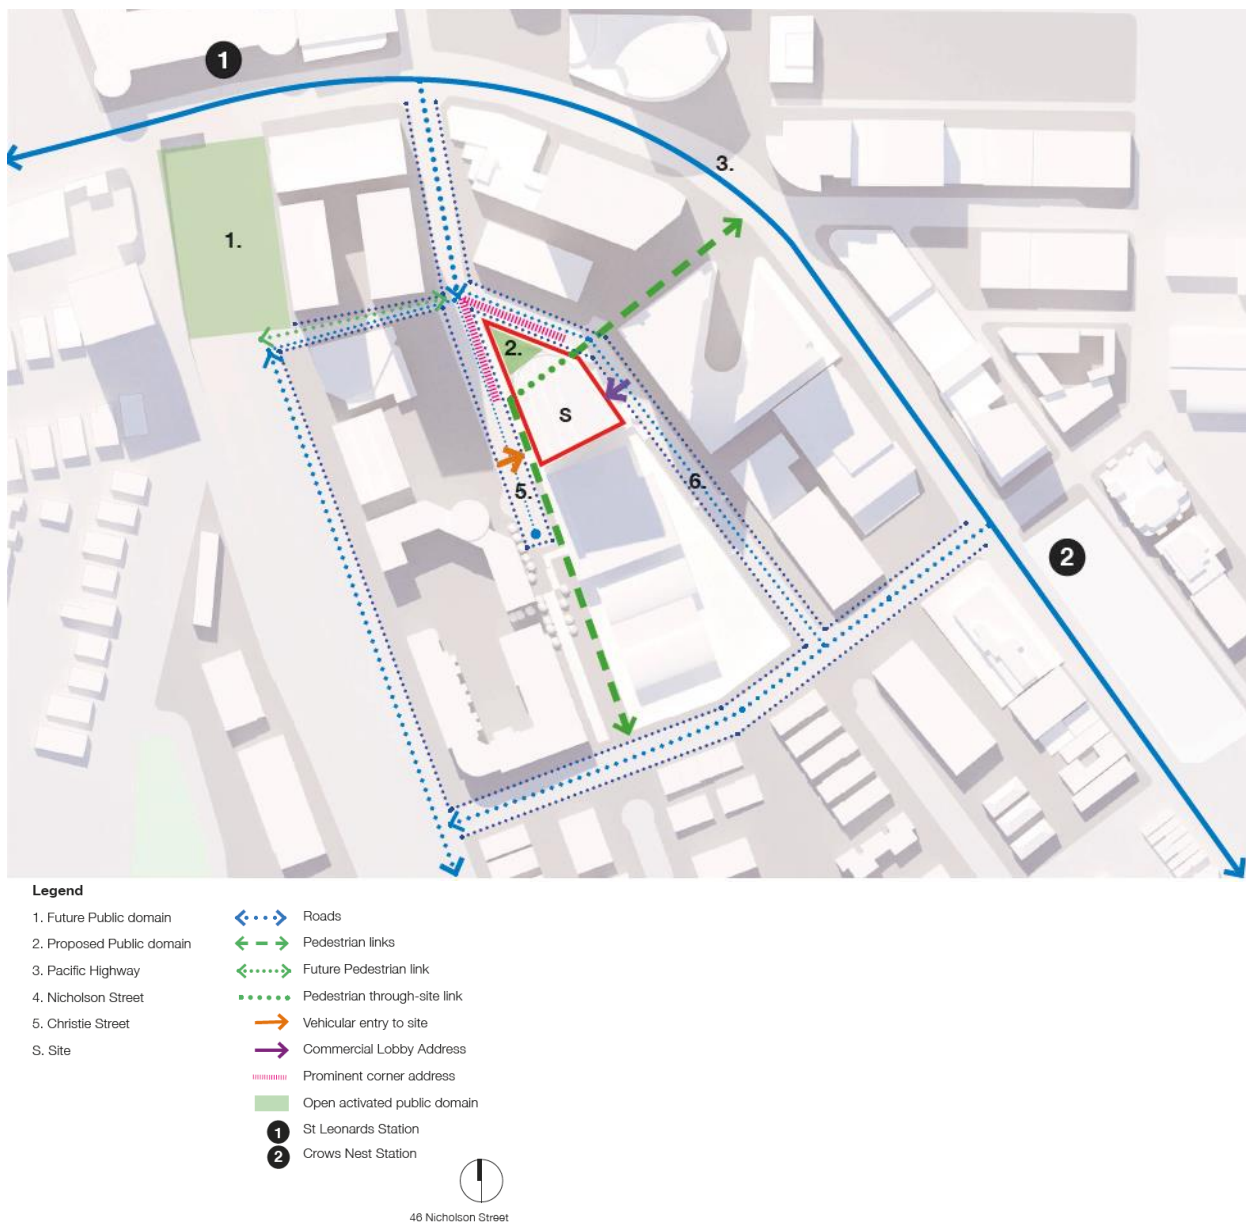 1
3.
1.
2.
S
5.
6.
2
Legend
1. Future Public domain
2. Proposed Public domain
3. Pacific Highway
4. Nicholson Street
5. Christie Street
S. Site
Roads
Pedestrian links
Future Pedestrian link
Pedestrian through-site link
Vehicular entry to site
Commercial Lobby Address
Prominent corner address
Open activated public domain
1 St Leonards Station
2 Crows Nest Station
46 Nicholson Street